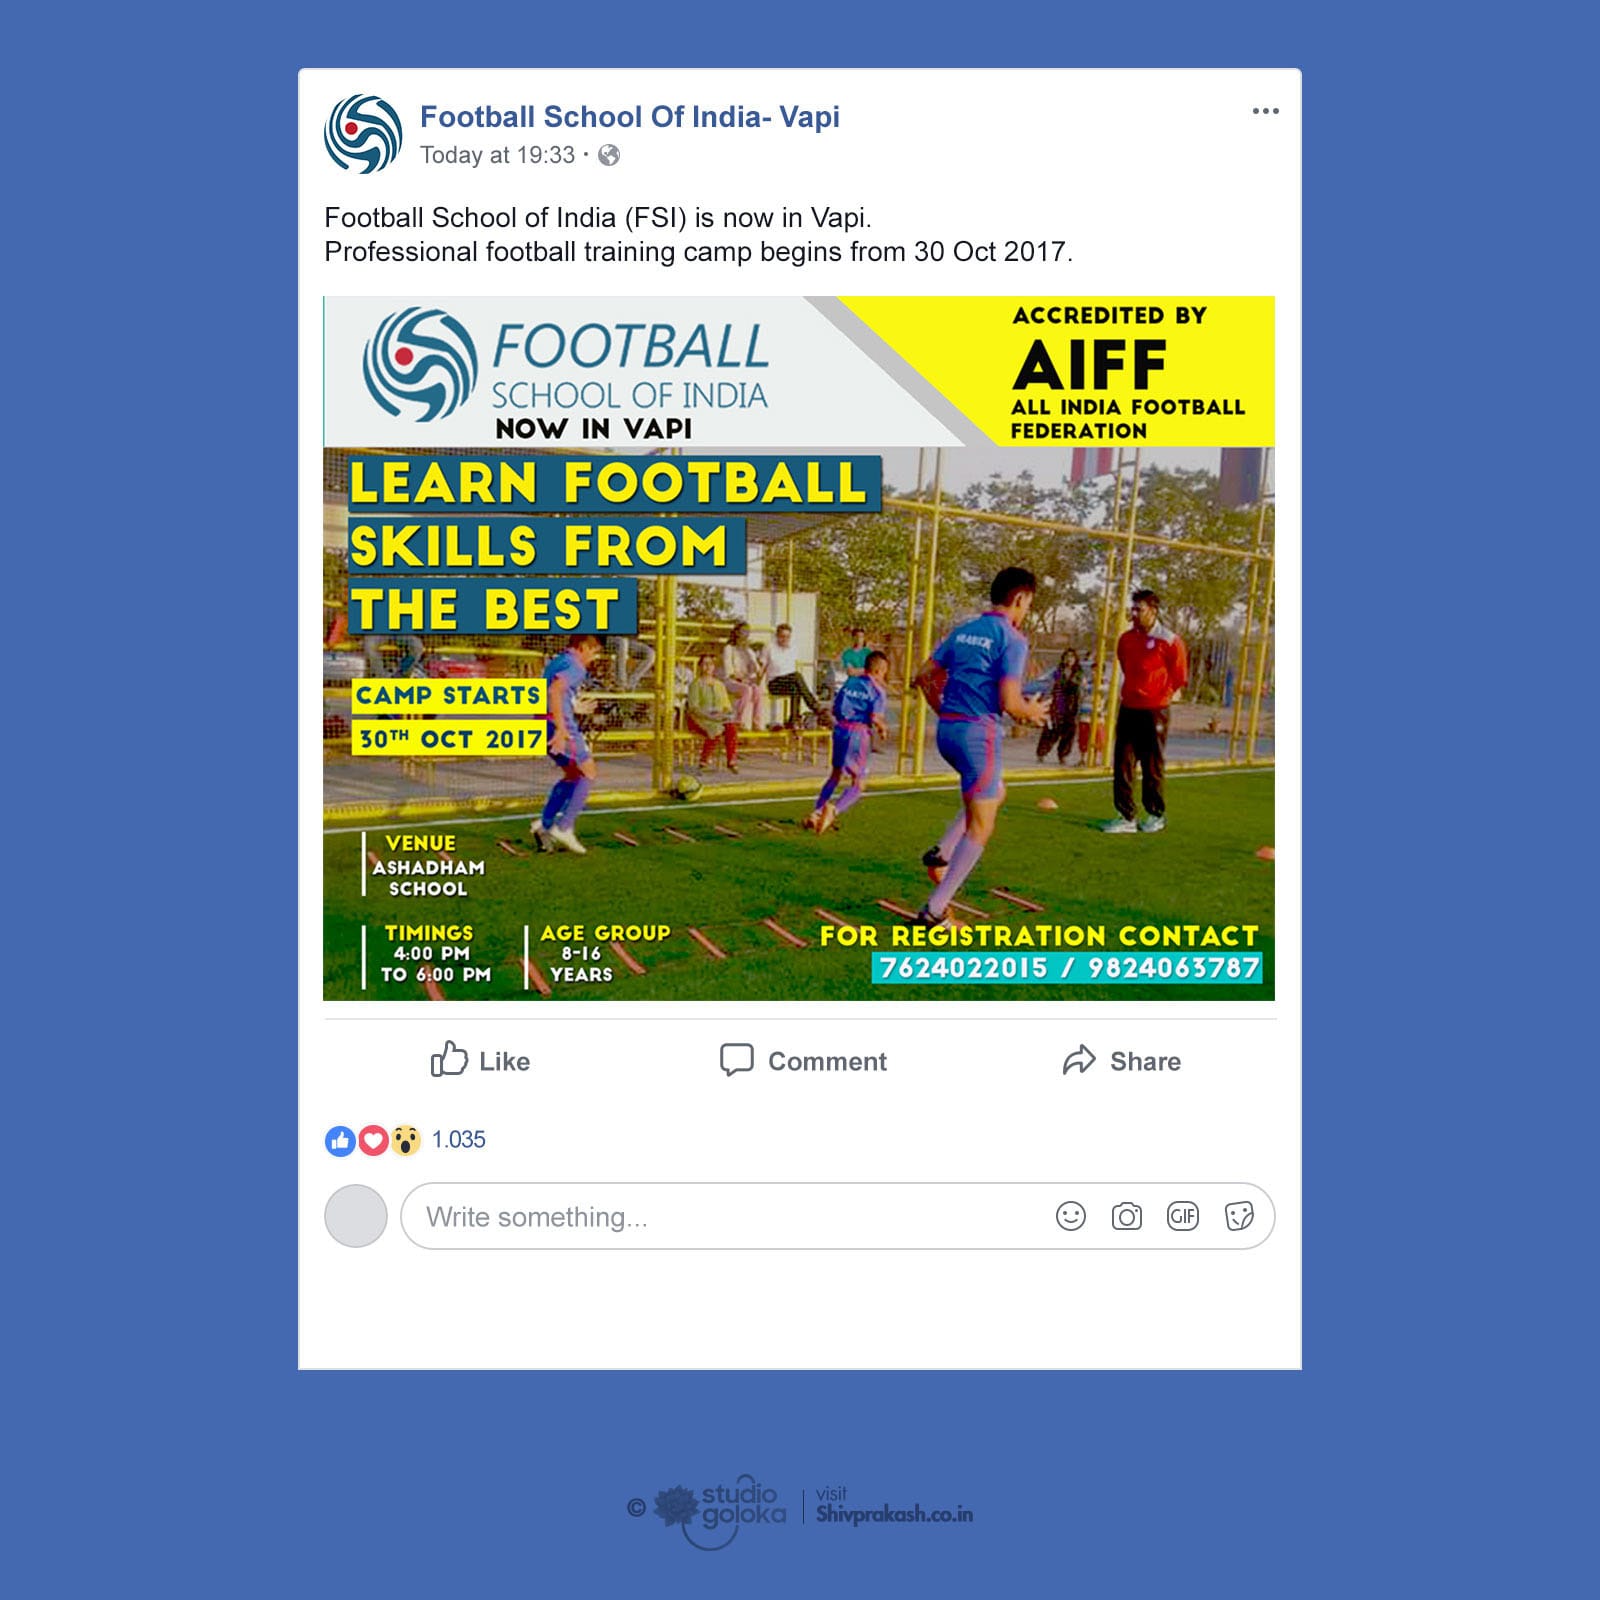 Football School Of India- Vapi
Today at 19:33 ·
Football School of India (FSI) is now in Vapi.
Professional football training camp begins from 30 Oct 2017.
FOOTBALL
SCHOOL OF INDIA
NOW IN VAPI
ACCREDITED BY
AIFF
ALL INDIA FOOTBALL
FEDERATION
LEARN FOOTBALL
SKILLS FROM
THE BEST
CAMP STARTS
30TH OCT 2017
VENUE
ASHADHAM
SCHOOL
TIMINGS
4:00 PM
TO 6:00 PM
AGE GROUP
8-16
YEARS
FOR REGISTRATION CONTACT
7624022015 / 9824063787
Like
Comment
Share
1.035
Write something...
GIF
© studio
goloka
visit
Shivprakash.co.in